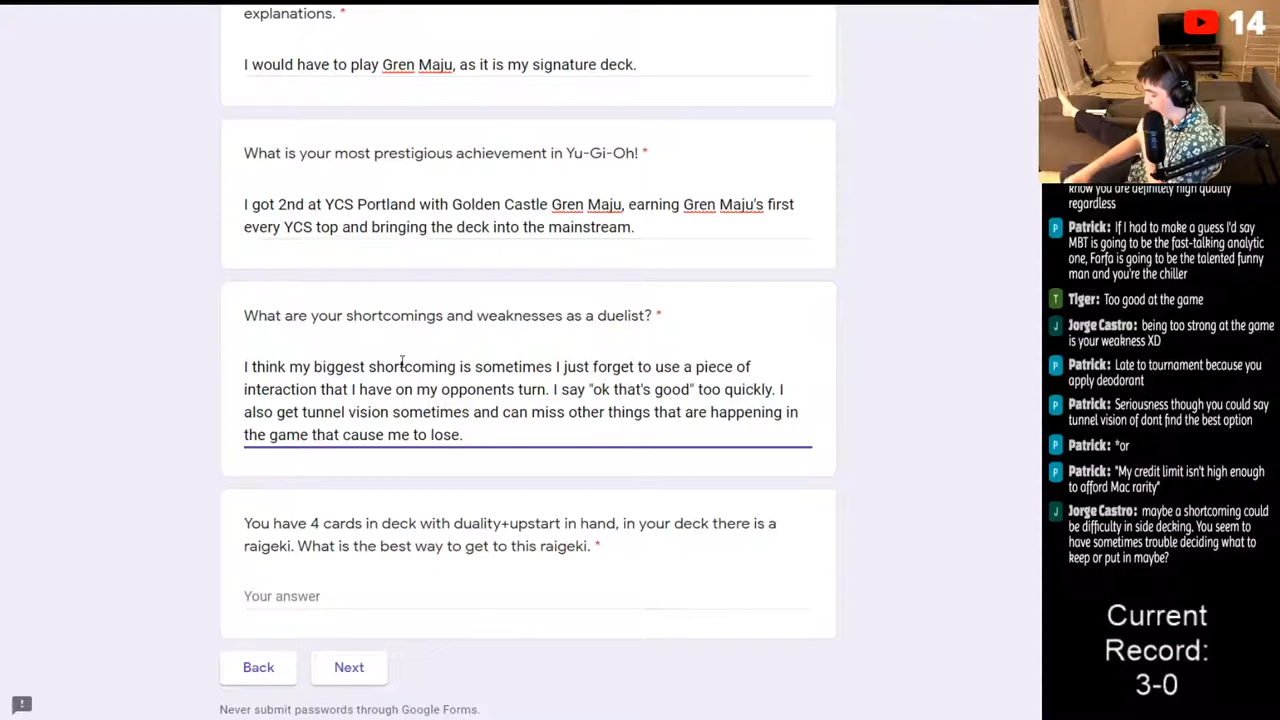 explanations. *
I would have to play Gren Maju, as it is my signature deck.
What is your most prestigious achievement in Yu-Gi-Oh! *
I got 2nd at YCS Portland with Golden Castle Gren Maju, earning Gren Maju's first
every YCS top and bringing the deck into the mainstream.
What are your shortcomings and weaknesses as a duelist? *
I think my biggest shortcoming is sometimes I just forget to use a piece of
interaction that I have on my opponents turn. I say "ok that's good" too quickly. I
also get tunnel vision sometimes and can miss other things that are happening in
the game that cause me to lose.
You have 4 cards in deck with duality+upstart in hand, in your deck there is a
raigeki. What is the best way to get to this raigeki. *
Your answer
Back
Next
Never submit passwords through Google Forms.
14
know you are definitely high quality
regardless
P Patrick: If I had to make a guess I'd say
MBT is going to be the fast-talking analytic
one, Farfa is going to be the talented funny
man and you're the chiller
T Tiger: Too good at the game
J Jorge Castro: being too strong at the game
is your weakness XD
P Patrick: Late to tournament because you
apply deodorant
P Patrick: Seriousness though you could say
tunnel vision of dont find the best option
P Patrick: *or
P Patrick: "My credit limit isn't high enough
to afford Mac rarity"
J Jorge Castro: maybe a shortcoming could
be difficulty in side decking. You seem to
have sometimes trouble deciding what to
keep or put in maybe?
Current
Record:
3-0